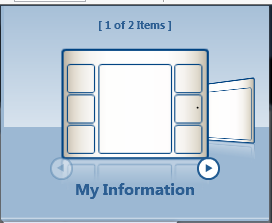 [ 1 of 2 Items ]
My Information